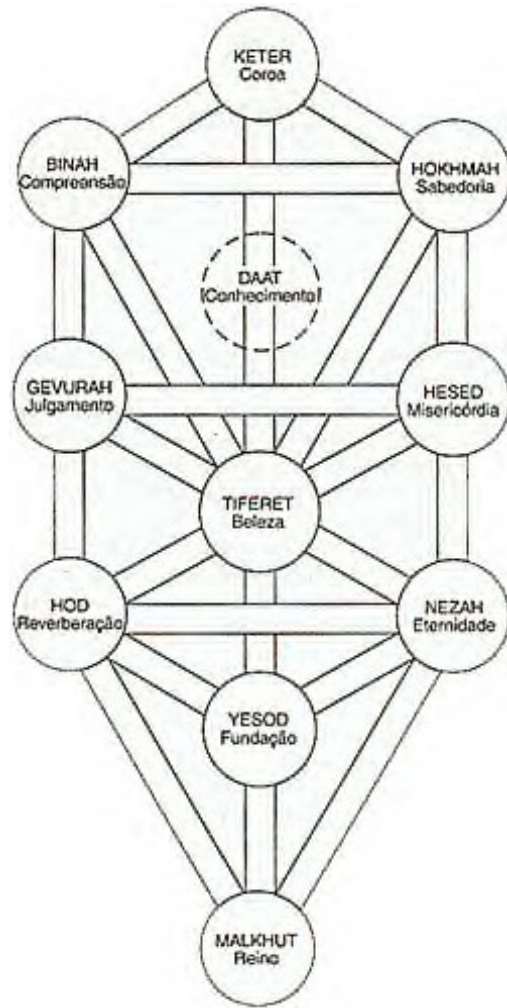 KETER
Coroa
BINAH
Compreensão
HOKHMAH
Sabedoria
DAAT
[Conhecimento]
GEVURAH
Julgamento
HESED
Misericórdia
TIFERET
Beleza
HOD
Reverberação
NEZAH
Eternidade
YESOD
Fundação
MALKHUT
Reino